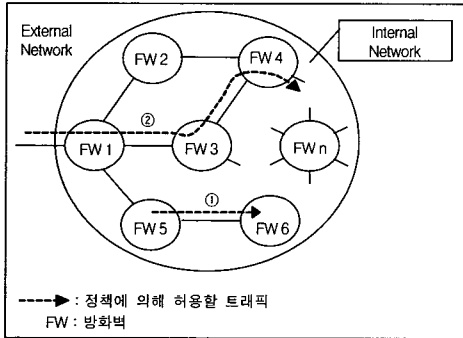 External
Network
Internal
Network
FW 2
FW 4
②
FW 1
FW 3
FW n
①
FW 5
FW 6
: 정책에 의해 허용할 트래픽
FW : 방화벽